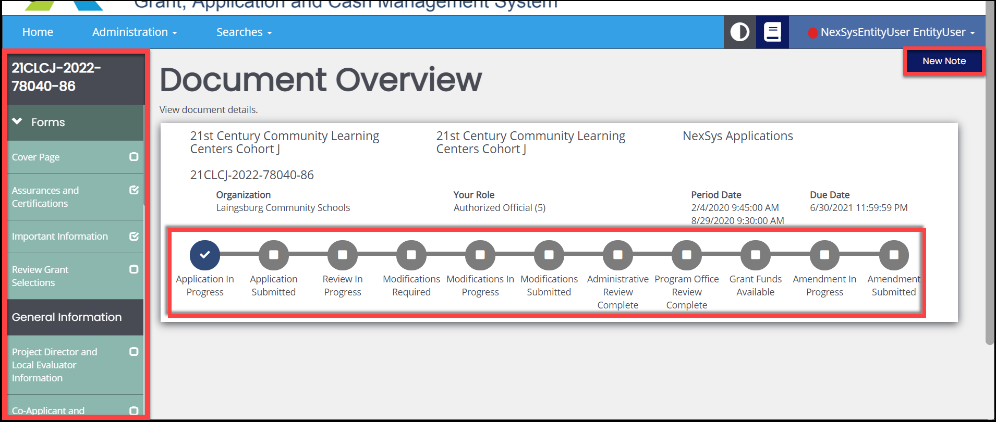 Grant, Application and Cash Management System
Home
Administration
Searches
NexSysEntityUser EntityUser
21CLCJ-2022-
78040-86
Forms
Cover Page
Assurances and
Certifications
Important Information
Review Grant
Selections
General Information
Project Director and
Local Evaluator
Information
Co-Applicant and
New Note
Document Overview
View document details.
21st Century Community Learning
Centers Cohort J
21st Century Community Learning
Centers Cohort J
NexSys Applications
21CLCJ-2022-78040-86
Organization
Laingsburg Community Schools
Your Role
Authorized Official (5)
Period Date
2/4/2020 9:45:00 AM
8/29/2020 9:30:00 AM
Due Date
6/30/2021 11:59:59 PM
Application In
Progress
Application
Submitted
Review In
Progress
Modifications
Required
Modifications In
Progress
Modifications
Submitted
Administrative
Review
Complete
Program Office
Review
Complete
Grant Funds
Available
Amendment In
Progress
Amendment
Submitted